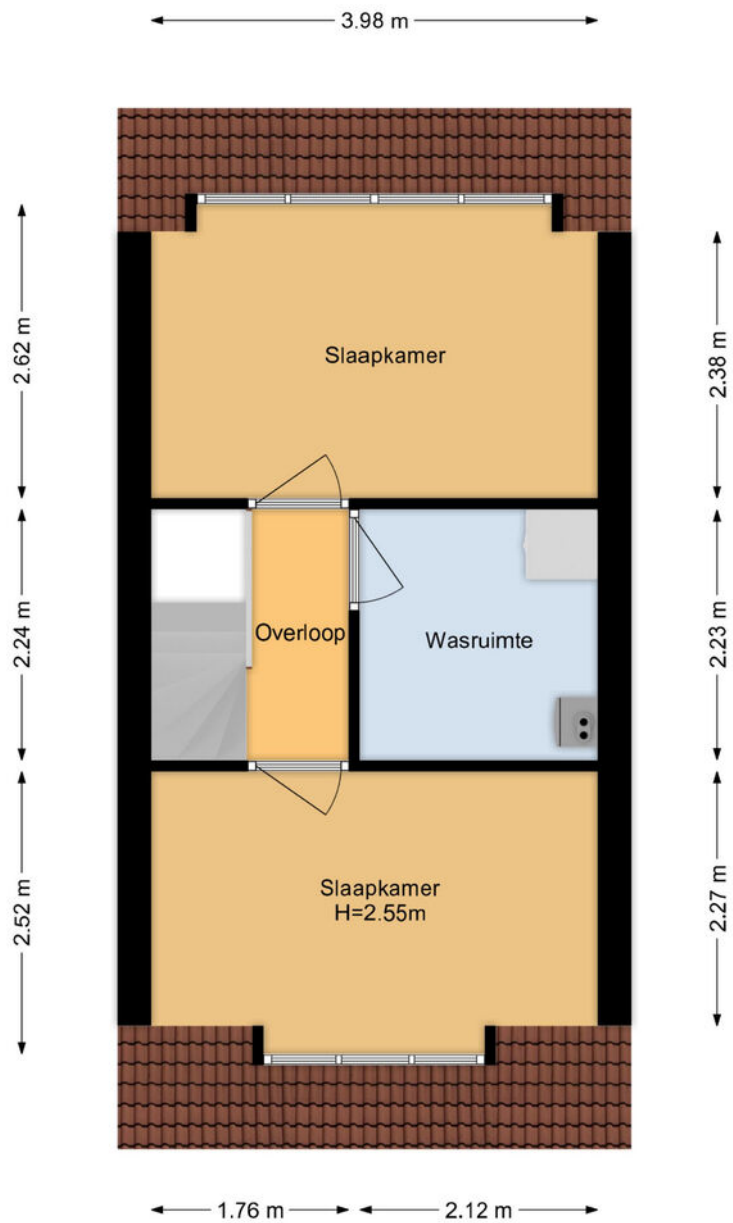 3.98 m
2.62 m
2.38 m
Slaapkamer
2.24 m
Overloop
Wasruimte
2.23 m
Slaapkamer
H=2.55m
2.52 m
2.27 m
1.76 m
2.12 m